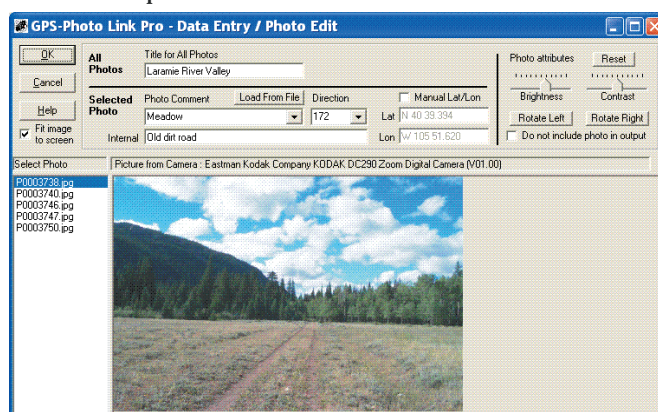 GPS-Photo Link Pro - Data Entry / Photo Edit
OK
Cancel
Help
Fit image
to screen
All
Photos
Title for All Photos
Laramie River Valley
Selected
Photo
Photo Comment
Load From File
Direction
Manual Lat/Lon
Meadow
172
Lat N 40 39.394
Internal Old dirt road
Lon W 105 51.620
Photo attributes
Reset
Brightness
Contrast
Rotate Left
Rotate Right
Do not include photo in output
Select Photo
Picture from Camera : Eastman Kodak Company KODAK DC290 Zoom Digital Camera (V01.00)
P0003738.jpg
P0003740.jpg
P0003746.jpg
P0003747.jpg
P0003750.jpg